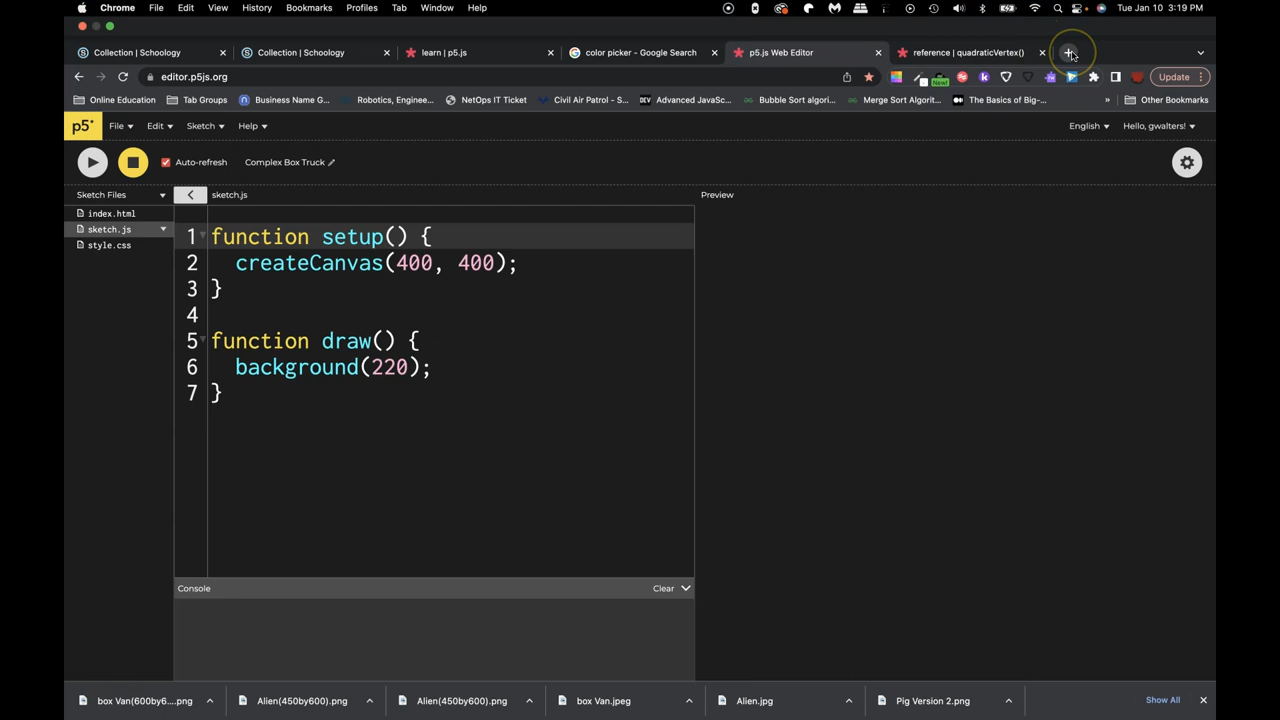 Chrome File Edit View History Bookmarks Profiles Tab Window Help Tue Jan 10 3:19 PM
Collection | Schoology Collection | Schoology learn | p5.js color picker - Google Search p5.js Web Editor reference | quadraticVertex()
editor.p5js.org New Update
Online Education Tab Groups Business Name G... Robotics, Engineer... NetOps IT Ticket Civil Air Patrol - S... DEV Advanced JavaSc... Bubble Sort algori... Merge Sort Algorit... The Basics of Big-... » Other Bookmarks
p5* File Edit Sketch Help English Hello, gwalters!
Auto-refresh Complex Box Truck
Sketch Files sketch.js Preview
index.html
sketch.js
style.css
1 function setup() {
2 createCanvas(400, 400);
3 }
4
5 function draw() {
6 background(220);
7 }
Console Clear
box Van(600by6....png Alien(450by600).png Alien(450by600).png box Van.jpeg Alien.jpg Pig Version 2.png Show All